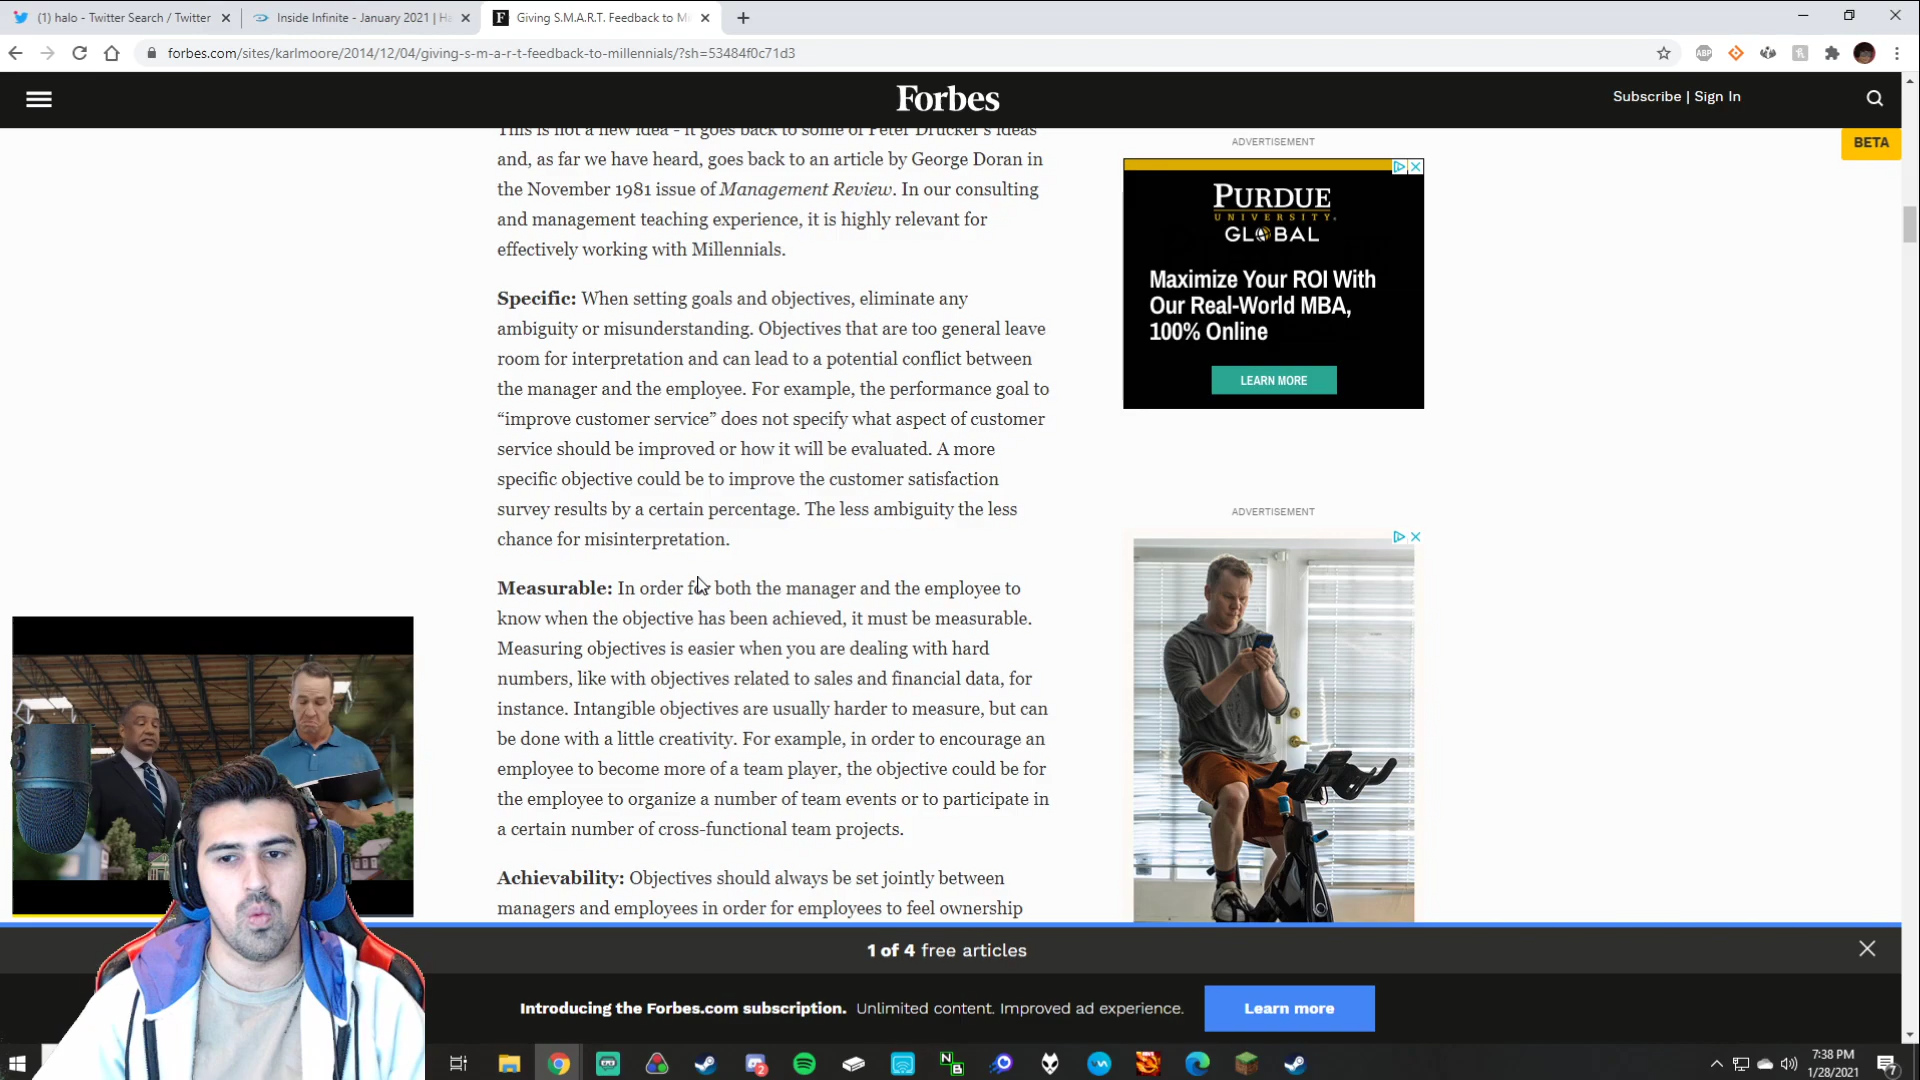 (1) halo - Twitter Search / Twitter
Inside Infinite - January 2021 | Ha
Giving S.M.A.R.T. Feedback to Mi
forbes.com/sites/karlmoore/2014/12/04/giving-s-m-a-r-t-feedback-to-millennials/?sh=53484f0c71d3
ABP
Forbes
Subscribe | Sign In
BETA
This is not a new idea - it goes back to some of Peter Drucker's ideas
and, as far we have heard, goes back to an article by George Doran in
the November 1981 issue of Management Review. In our consulting
and management teaching experience, it is highly relevant for
effectively working with Millennials.
Specific: When setting goals and objectives, eliminate any
ambiguity or misunderstanding. Objectives that are too general leave
room for interpretation and can lead to a potential conflict between
the manager and the employee. For example, the performance goal to
“improve customer service” does not specify what aspect of customer
service should be improved or how it will be evaluated. A more
specific objective could be to improve the customer satisfaction
survey results by a certain percentage. The less ambiguity the less
chance for misinterpretation.
Measurable: In order for both the manager and the employee to
know when the objective has been achieved, it must be measurable.
Measuring objectives is easier when you are dealing with hard
numbers, like with objectives related to sales and financial data, for
instance. Intangible objectives are usually harder to measure, but can
be done with a little creativity. For example, in order to encourage an
employee to become more of a team player, the objective could be for
the employee to organize a number of team events or to participate in
a certain number of cross-functional team projects.
Achievability: Objectives should always be set jointly between
managers and employees in order for employees to feel ownership
ADVERTISEMENT
PURDUE
UNIVERSITY
GLOBAL
Maximize Your ROI With
Our Real-World MBA,
100% Online
LEARN MORE
ADVERTISEMENT
1 of 4 free articles
Introducing the Forbes.com subscription. Unlimited content. Improved ad experience.
Learn more
7:38 PM
1/28/2021